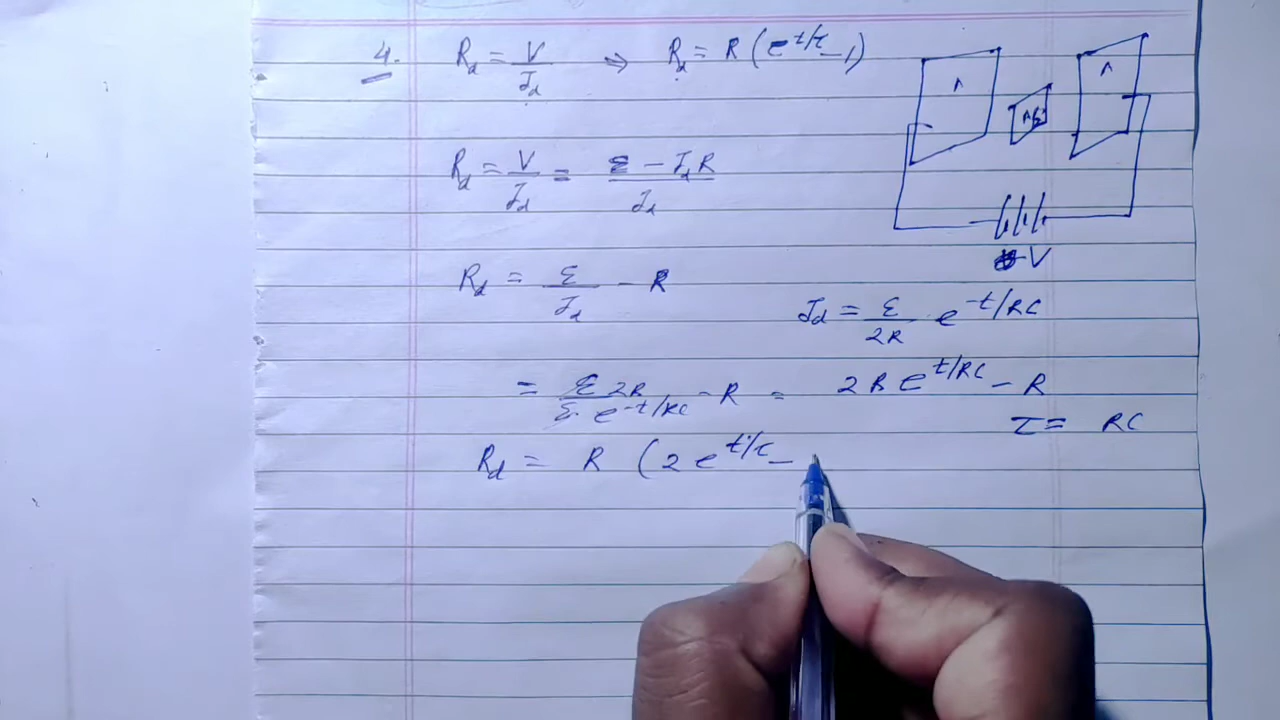 4. R_d = V/I_d ⇒ R_d = R (e^{t/τ} - 1)
A
A
R_d = V/I_d = (ε - I_d R)/I_d
V
R_d = ε/I_d - R
I_d = ε/2R e^{-t/RC}
= ε 2R/ε e^{-t/RC} - R = 2R e^{t/RC} - R
τ = RC
R_d = R (2 e^{t/τ} -